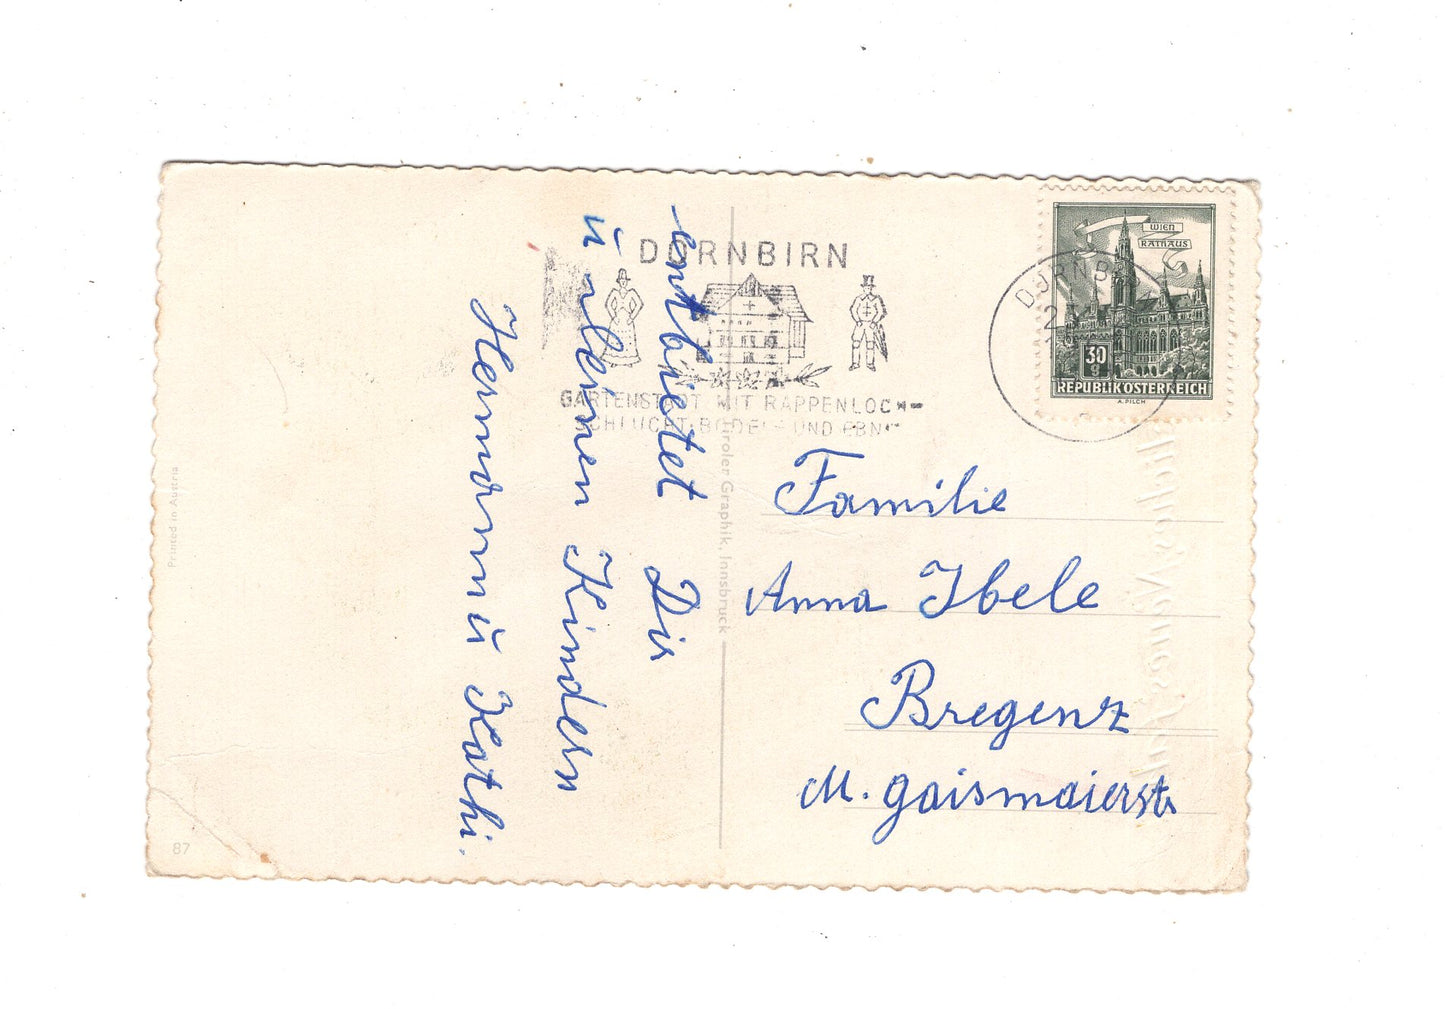 entbietet Dir
u. deinen Kindern
Hermann u Kathi.
DORNBIRN
GARTENSTADT MIT RAPPENLOCH-
SCHLUCHT BÖDELE UND EBNIT
WIEN
RATHAUS
30
g
REPUBLIK ÖSTERREICH
A. PILCH
DORNBI
Familie
Anna Ibele
Bregenz
M. gaismaierstr
Tiroler Graphik, Innsbruck
Printed in Austria
87